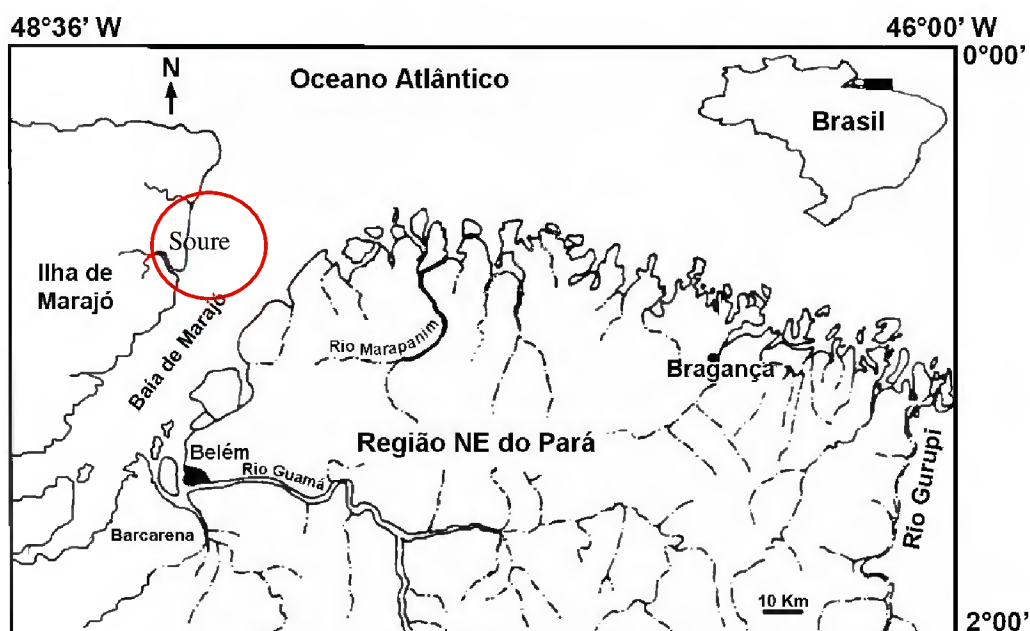 48°36' W
46°00' W
0°00'
N
Oceano Atlântico
Brasil
Soure
Ilha de
Marajó
Baía de Marajó
Rio Marapanim
Bragança
Região NE do Pará
Belém
Rio Guamá
Rio Gurupi
Barcarena
10 Km
2°00'